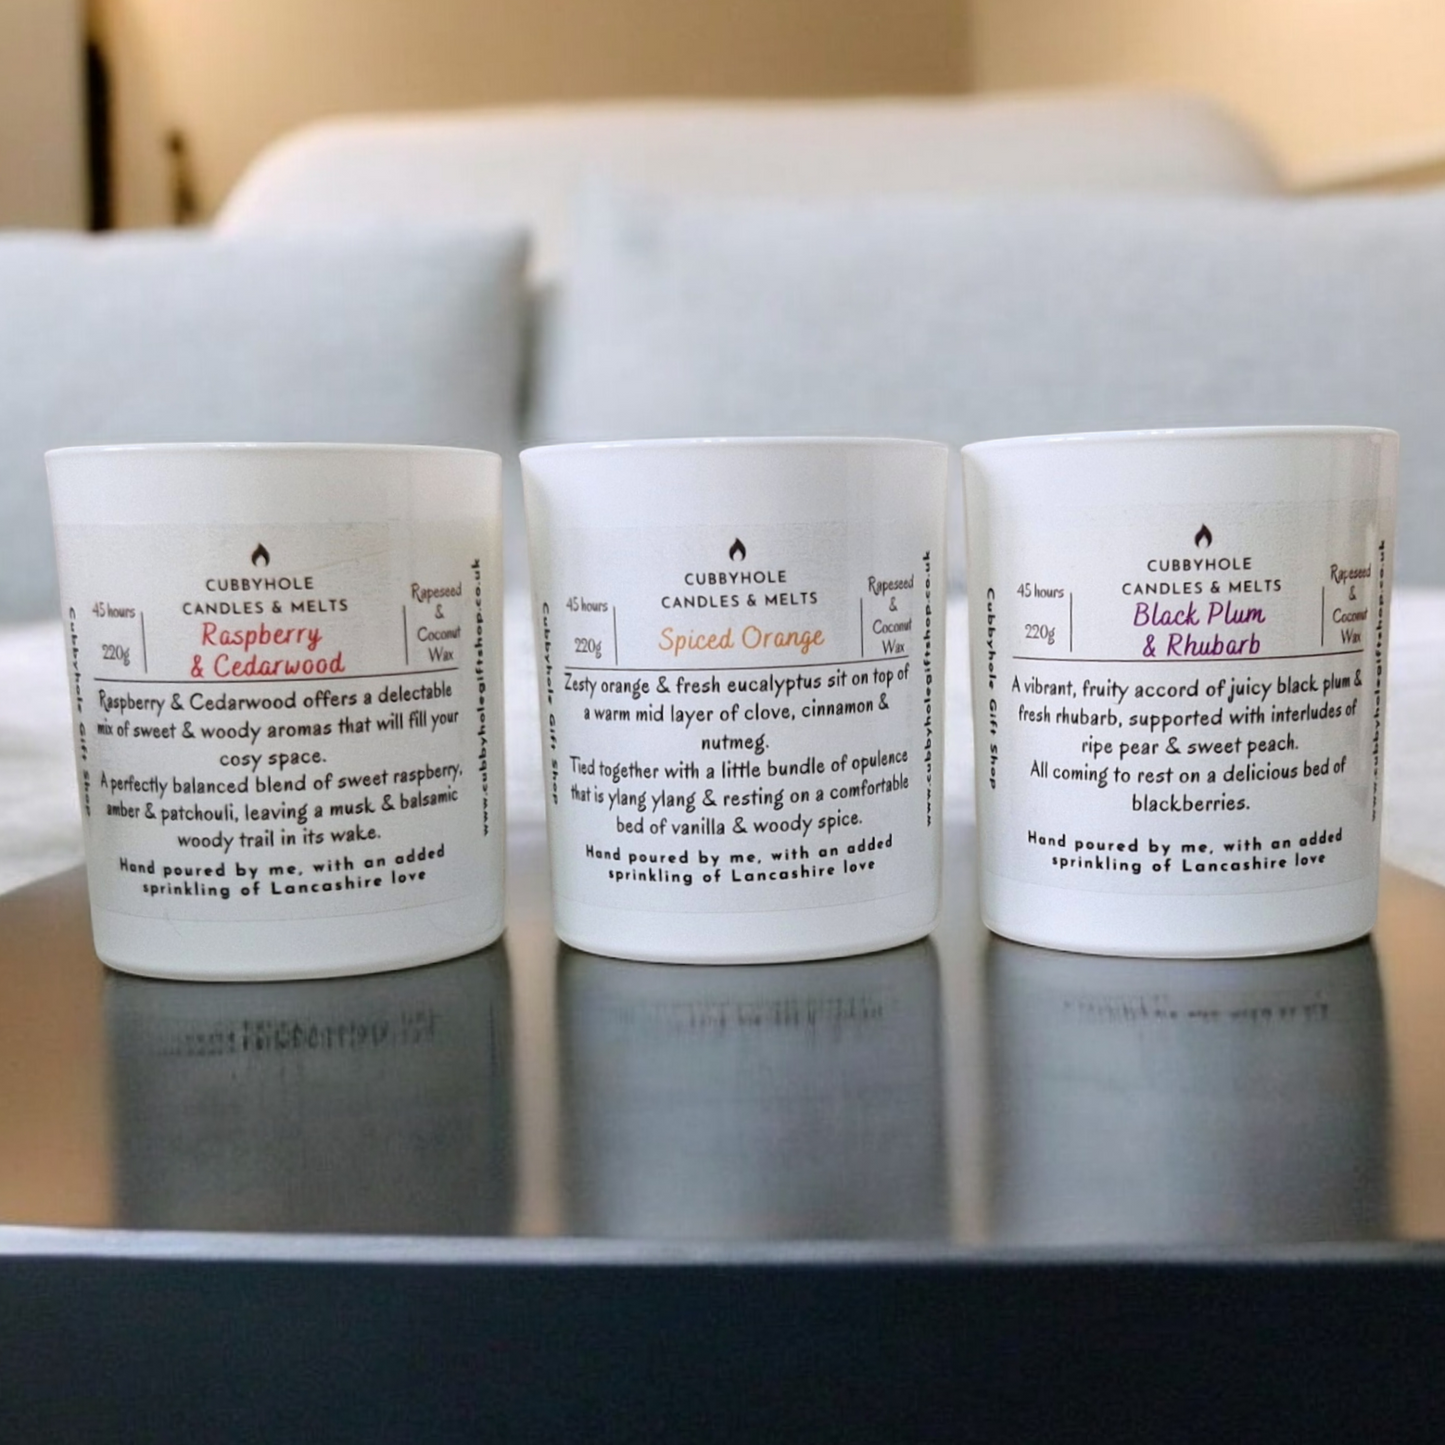 CUBBYHOLE
CANDLES & MELTS
45 hours
220g
Raspberry
& Cedarwood
Rapeseed
&
Coconut
Wax
Raspberry & Cedarwood offers a delectable
mix of sweet & woody aromas that will fill your
cosy space.
A perfectly balanced blend of sweet raspberry,
amber & patchouli, leaving a musk & balsamic
woody trail in its wake.
Hand poured by me, with an added
sprinkling of Lancashire love
Cubbyhole Gift Shop
www.cubbyholegiftshop.co.uk
CUBBYHOLE
CANDLES & MELTS
45 hours
220g
Spiced Orange
Rapeseed
&
Coconut
Wax
Zesty orange & fresh eucalyptus sit on top of
a warm mid layer of clove, cinnamon &
nutmeg.
Tied together with a little bundle of opulence
that is ylang ylang & resting on a comfortable
bed of vanilla & woody spice.
Hand poured by me, with an added
sprinkling of Lancashire love
Cubbyhole Gift Shop
www.cubbyholegiftshop.co.uk
CUBBYHOLE
CANDLES & MELTS
45 hours
220g
Black Plum
& Rhubarb
Rapeseed
&
Coconut
Wax
A vibrant, fruity accord of juicy black plum &
fresh rhubarb, supported with interludes of
ripe pear & sweet peach.
All coming to rest on a delicious bed of
blackberries.
Hand poured by me, with an added
sprinkling of Lancashire love
Cubbyhole Gift Shop
www.cubbyholegiftshop.co.uk